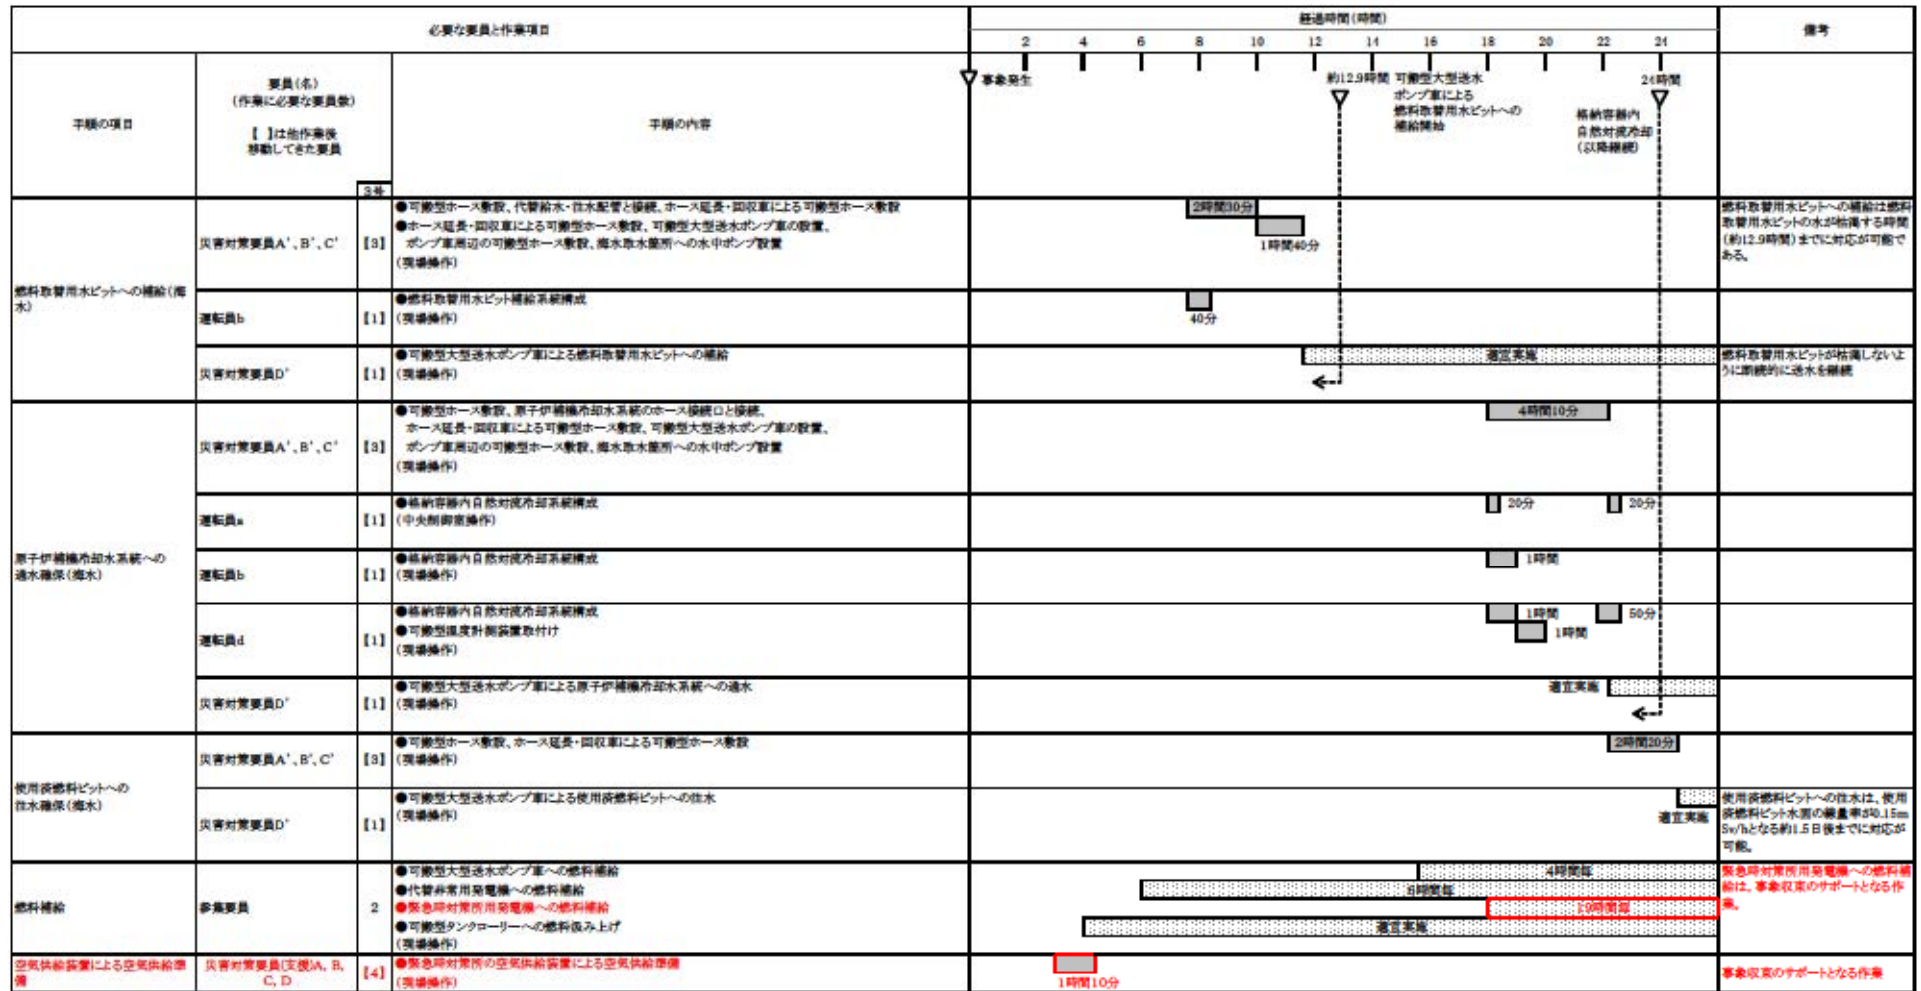 必要な要員と作業項目
経過時間(時間)
備考
2 4 6 8 10 12 14 16 18 20 22 24
手順の項目
要員(名)
(作業に必要な要員数)
【 】は他作業後
移動してきた要員
3号
手順の内容
事象発生
約12.9時間 可搬型大型送水
ポンプ車による
燃料取替用水ピットへの
補給開始
24時間
格納容器内
自然対流冷却
(以降継続)
燃料取替用水ピットへの補給(海
水)
災害対策要員A'、B'、C'
【3】
●可搬型ホース敷設、代替給水・注水配管と接続、ホース延長・回収車による可搬型ホース敷設
●ホース延長・回収車による可搬型ホース敷設、可搬型大型送水ポンプ車の設置、
ポンプ車周辺の可搬型ホース敷設、海水取水箇所への水中ポンプ設置
(現場操作)
2時間30分
1時間40分
燃料取替用水ピットへの補給は燃料
取替用水ピットの水が枯渇する時間
(約12.9時間)までに対応が可能で
ある。
運転員b
【1】
●燃料取替用水ピット補給系統構成
(現場操作)
40分
災害対策要員D'
【1】
●可搬型大型送水ポンプ車による燃料取替用水ピットへの補給
(現場操作)
適宜実施
燃料取替用水ピットが枯渇しないよ
うに断続的に送水を継続
原子炉補機冷却水系統への
通水確保(海水)
災害対策要員A'、B'、C'
【3】
●可搬型ホース敷設、原子炉補機冷却水系統のホース接続口と接続、
ホース延長・回収車による可搬型ホース敷設、可搬型大型送水ポンプ車の設置、
ポンプ車周辺の可搬型ホース敷設、海水取水箇所への水中ポンプ設置
(現場操作)
4時間10分
運転員a
【1】
●格納容器内自然対流冷却系統構成
(中央制御室操作)
20分
20分
運転員b
【1】
●格納容器内自然対流冷却系統構成
(現場操作)
1時間
運転員d
【1】
●格納容器内自然対流冷却系統構成
●可搬型温度計測装置取付け
(現場操作)
1時間
50分
1時間
災害対策要員D'
【1】
●可搬型大型送水ポンプ車による原子炉補機冷却水系統への通水
(現場操作)
適宜実施
使用済燃料ピットへの
注水確保(海水)
災害対策要員A'、B'、C'
【3】
●可搬型ホース敷設、ホース延長・回収車による可搬型ホース敷設
(現場操作)
2時間20分
災害対策要員D'
【1】
●可搬型大型送水ポンプ車による使用済燃料ピットへの注水
(現場操作)
適宜実施
使用済燃料ピットへの注水は、使用
済燃料ピット水面の線量率が0.15m
Sv/hとなる約1.5日後までに対応が
可能。
燃料補給
参集要員
2
●可搬型大型送水ポンプ車への燃料補給
●代替非常用発電機への燃料補給
●緊急時対策所用発電機への燃料補給
●可搬型タンクローリーへの燃料汲み上げ
(現場操作)
4時間毎
6時間毎
19時間毎
適宜実施
緊急時対策所用発電機への燃料補
給は、事象収束のサポートとなる作
業。
空気供給装置による空気供給準
備
災害対策要員(支援)A, B,
C, D
【4】
●緊急時対策所の空気供給装置による空気供給準備
(現場操作)
1時間10分
事象収束のサポートとなる作業